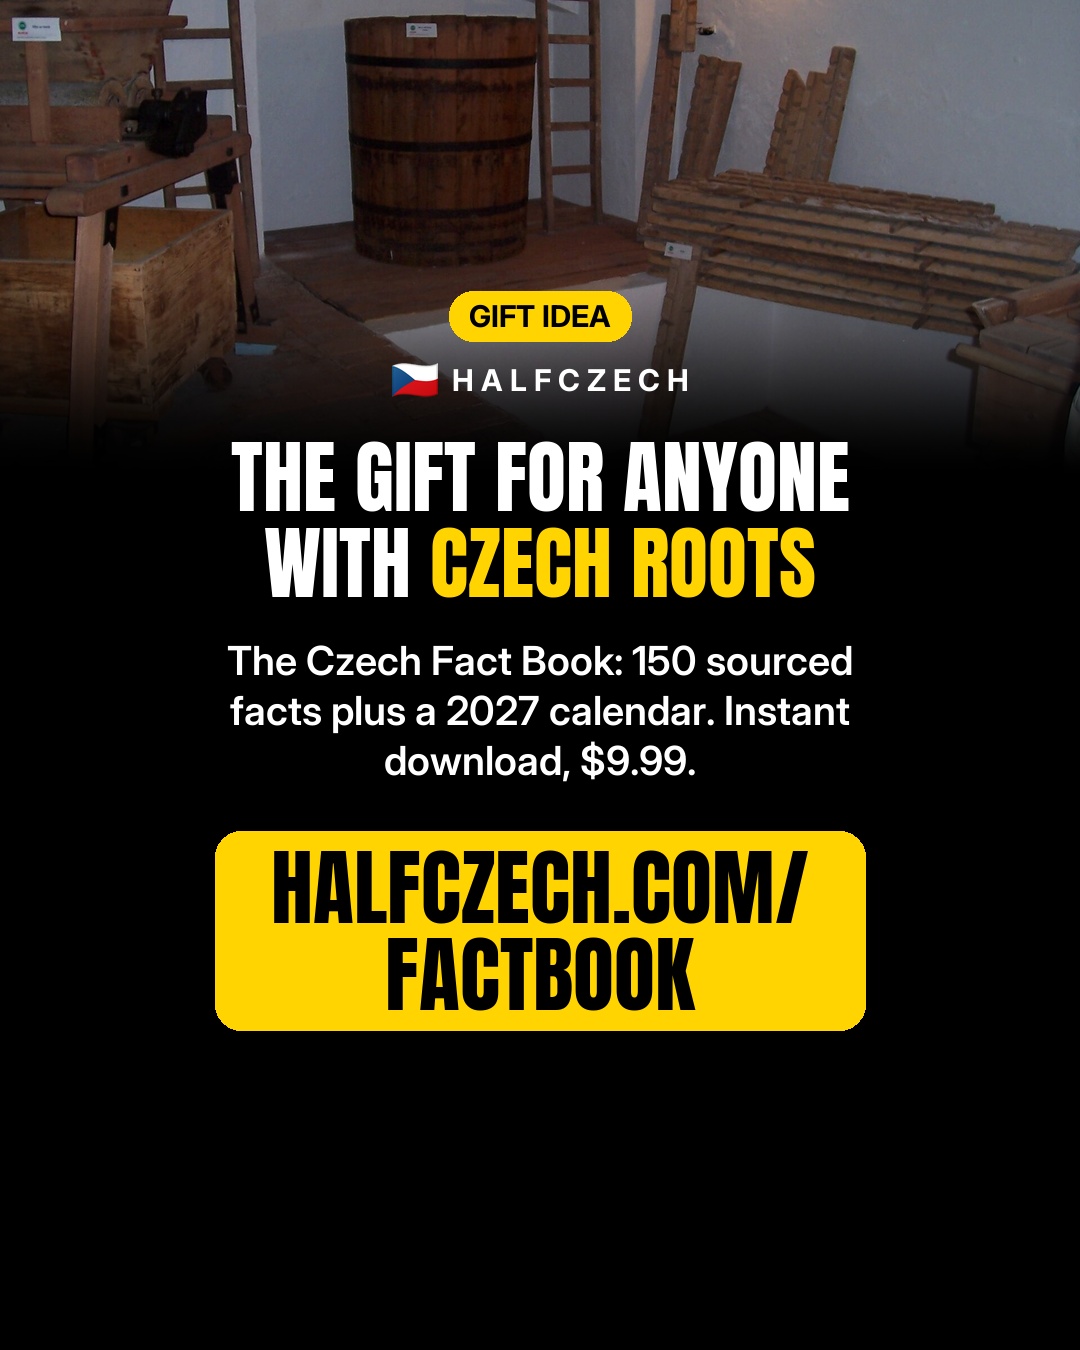 GIFT IDEA
HALFCZECH
THE GIFT FOR ANYONE
WITH CZECH ROOTS
The Czech Fact Book: 150 sourced
facts plus a 2027 calendar. Instant
download, $9.99.
HALFCZECH.COM/
FACTBOOK